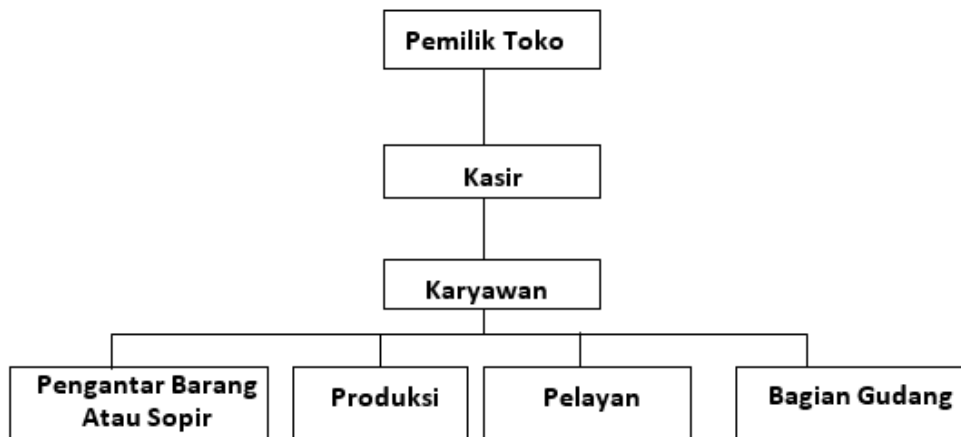 Pemilik Toko
Kasir
Karyawan
Pengantar Barang
Atau Sopir
Produksi
Pelayan
Bagian Gudang